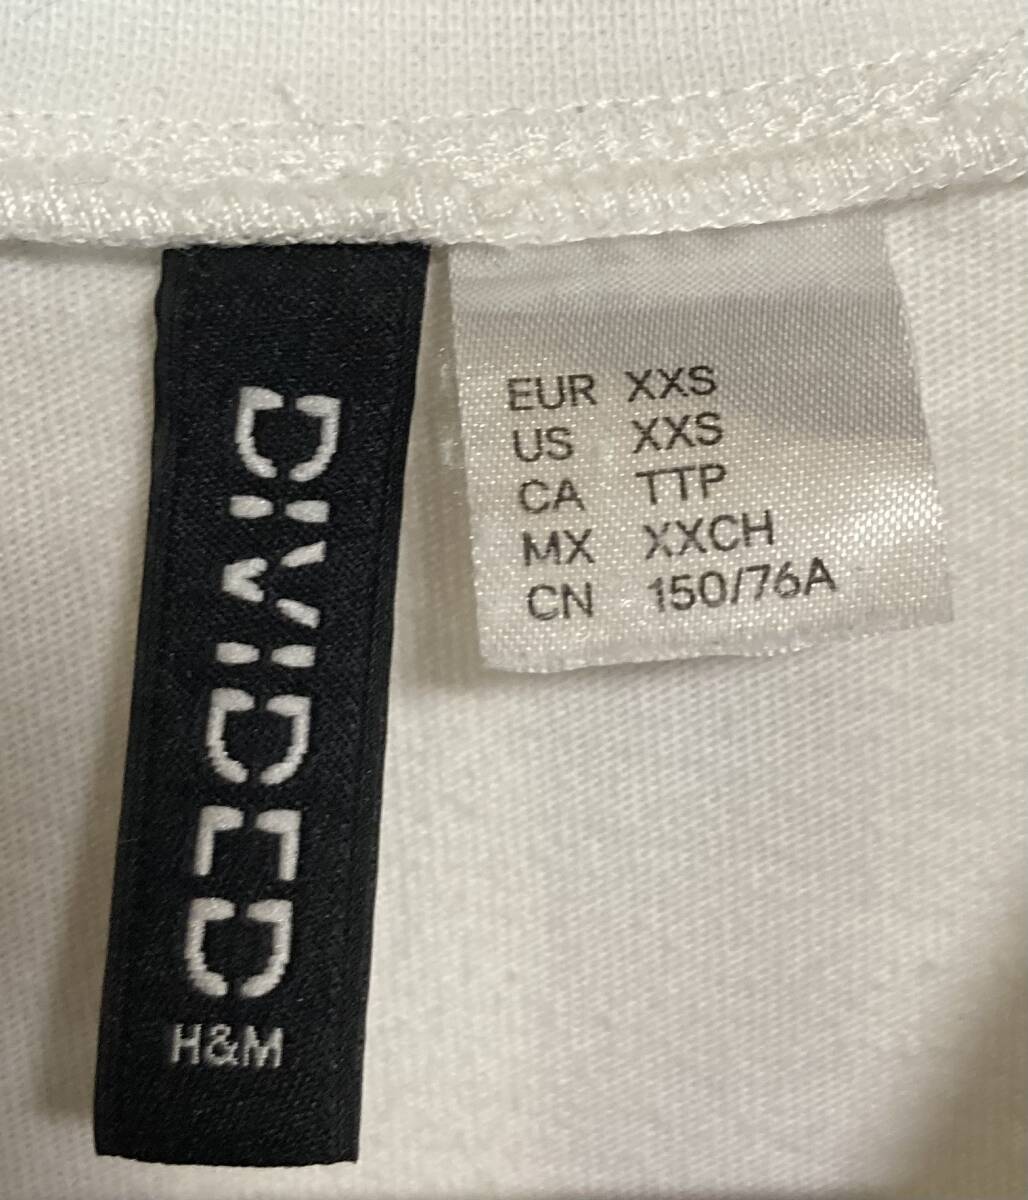 DIVIDED
H&M
EUR XXS
US XXS
CA TTP
MX XXCH
CN 150/76A